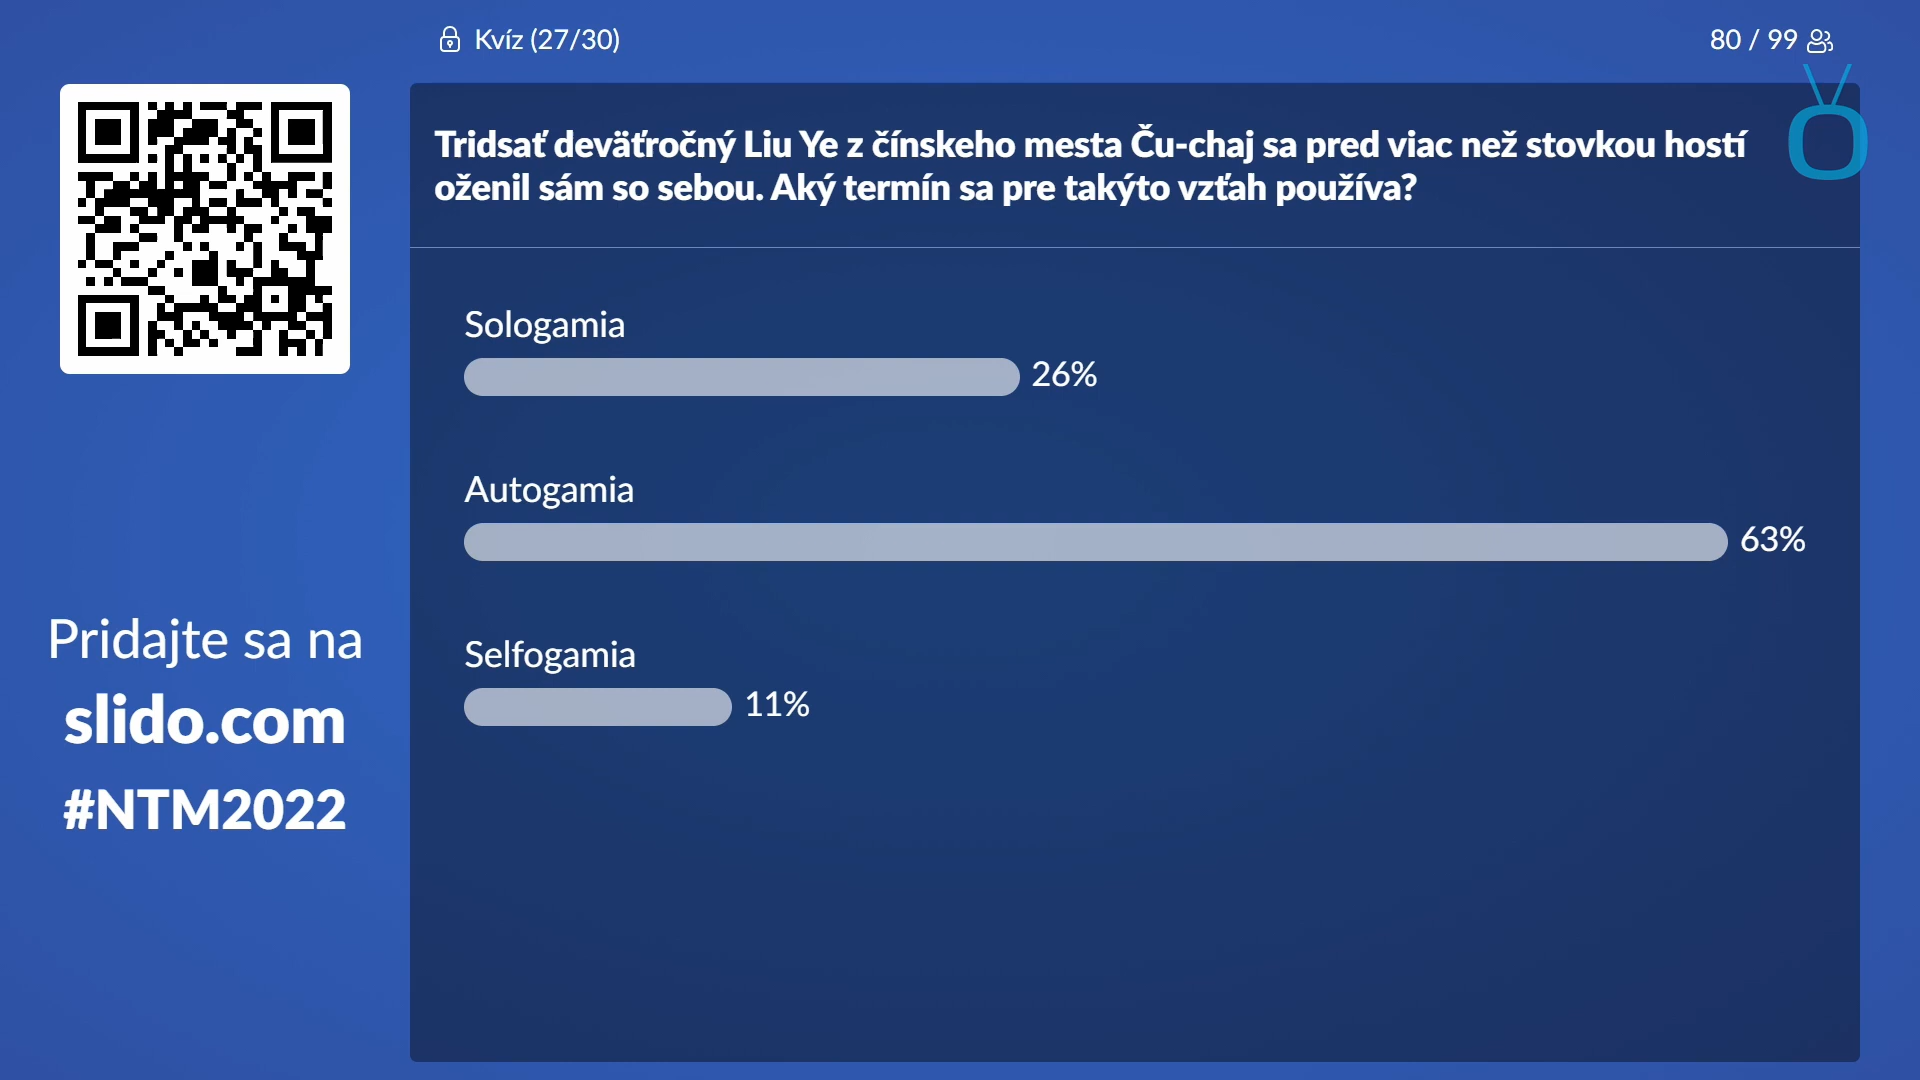 Kvíz (27/30)
80 / 99
Tridsať deväťročný Liu Ye z čínskeho mesta Ču-chaj sa pred viac než stovkou hostí
oženil sám so sebou. Aký termín sa pre takýto vzťah používa?
Sologamia
26%
Autogamia
63%
Selfogamia
11%
Pridajte sa na
slido.com
#NTM2022